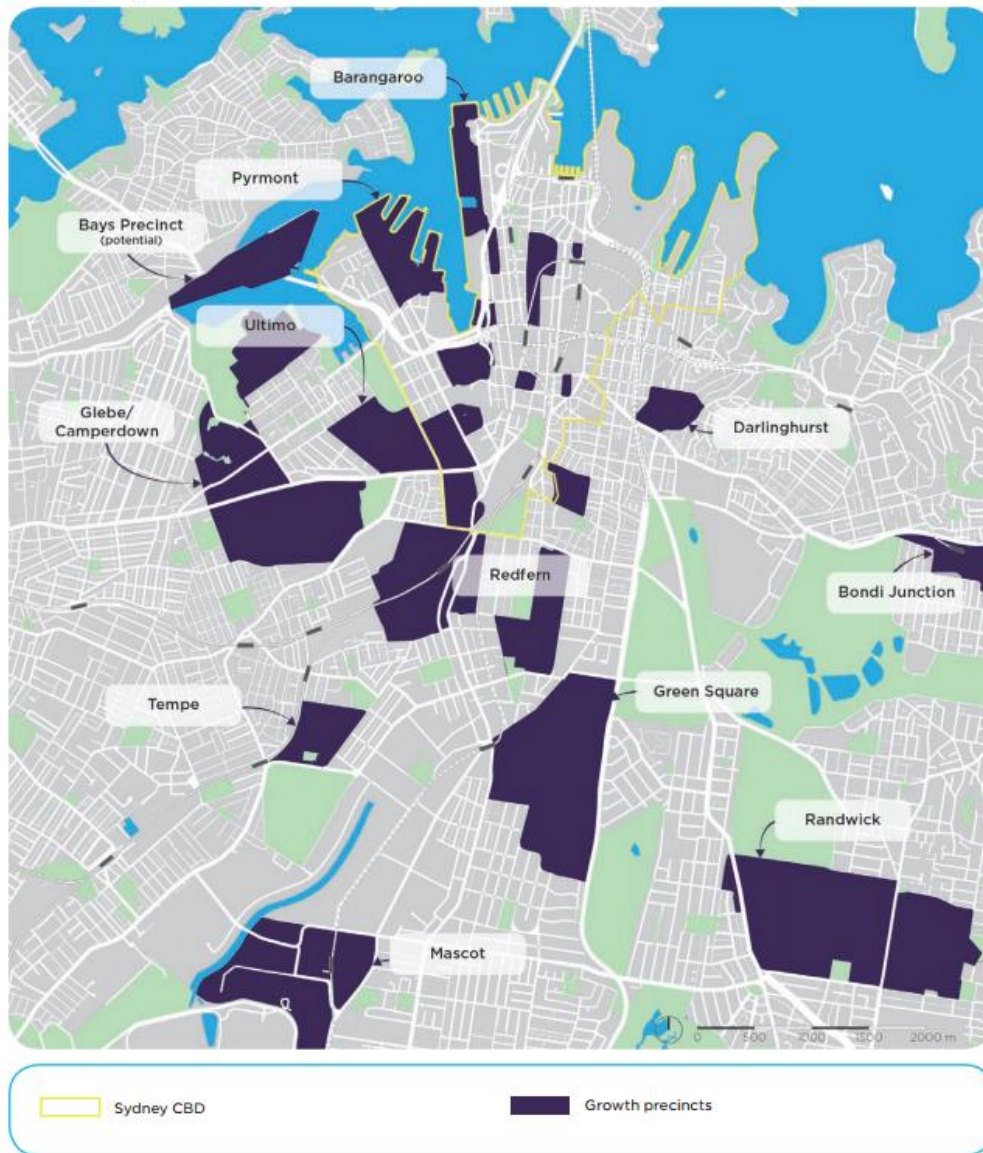 Barangaroo
Pyrmont
Bays Precinct
(potential)
Ultimo
Glebe/
Camperdown
Darlinghurst
Redfern
Bondi Junction
Tempe
Green Square
Randwick
Mascot
0 500 1000 1500 2000 m
Sydney CBD
Growth precincts